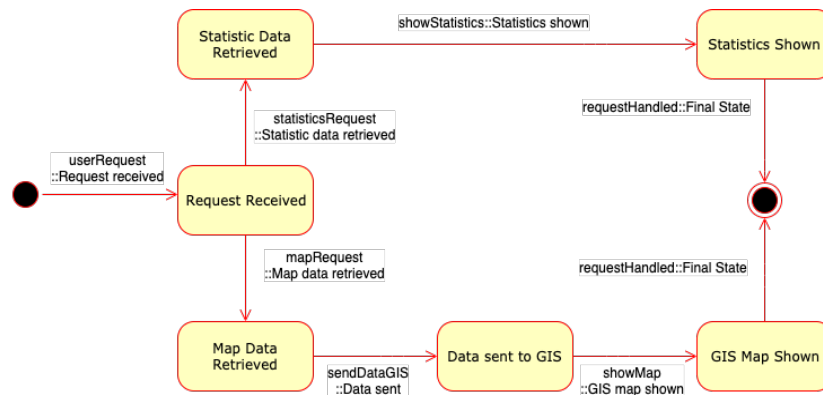 Statistic Data
Retrieved
showStatistics::Statistics shown
Statistics Shown
statisticsRequest
::Statistic data retrieved
requestHandled::Final State
userRequest
::Request received
Request Received
mapRequest
::Map data retrieved
requestHandled::Final State
Map Data
Retrieved
sendDataGIS
::Data sent
Data sent to GIS
showMap
::GIS map shown
GIS Map Shown